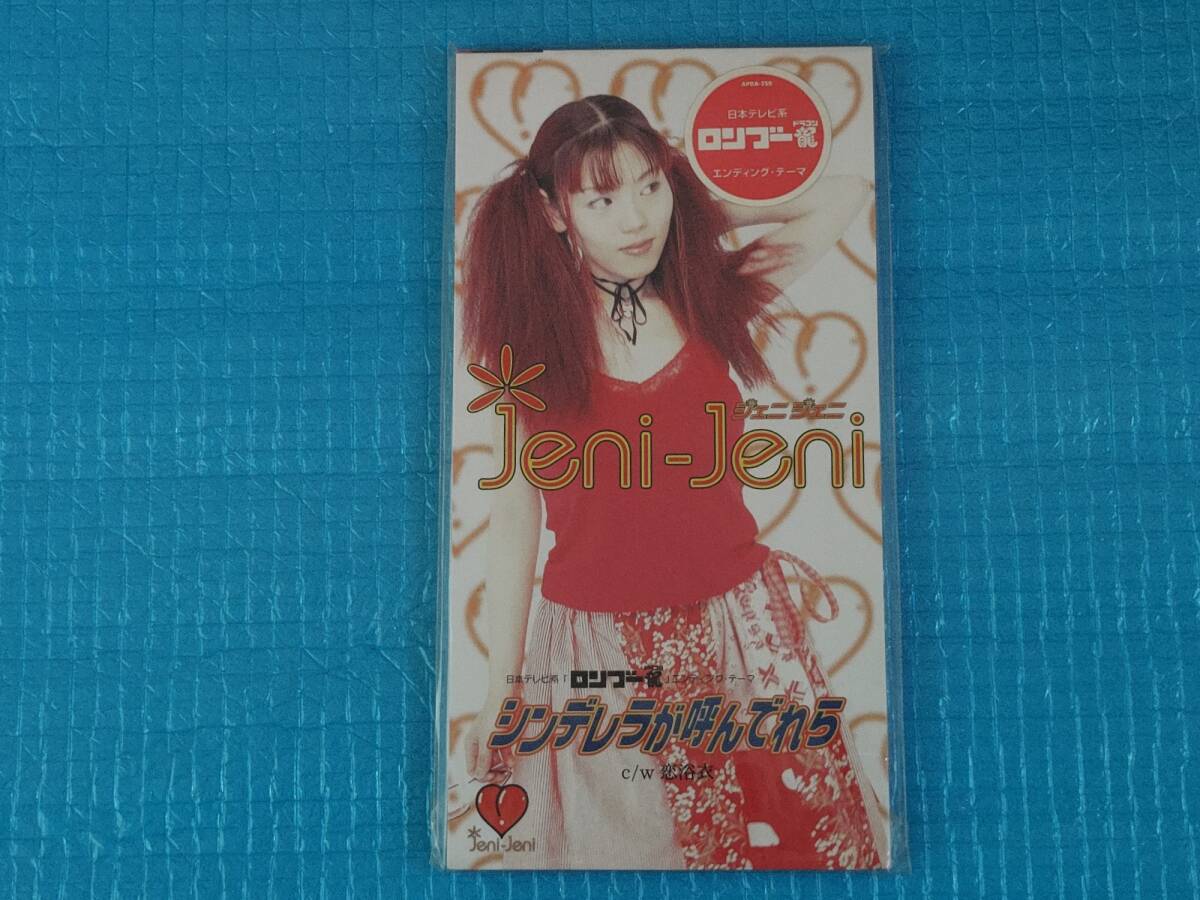 APDA-259
日本テレビ系
ドラゴン
ロンブー龍
エンディング・テーマ
ジェニジェニ
*Jeni-Jeni
日本テレビ系「ロンブー龍」エンディング・テーマ
シンデレラが呼んでれら
c/w 恋浴衣
*Jeni-Jeni